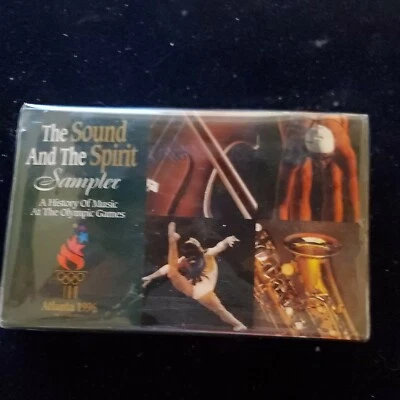 The Sound
And The Spirit
Sampler
A History Of Music
At The Olympic Games
Atlanta 1996